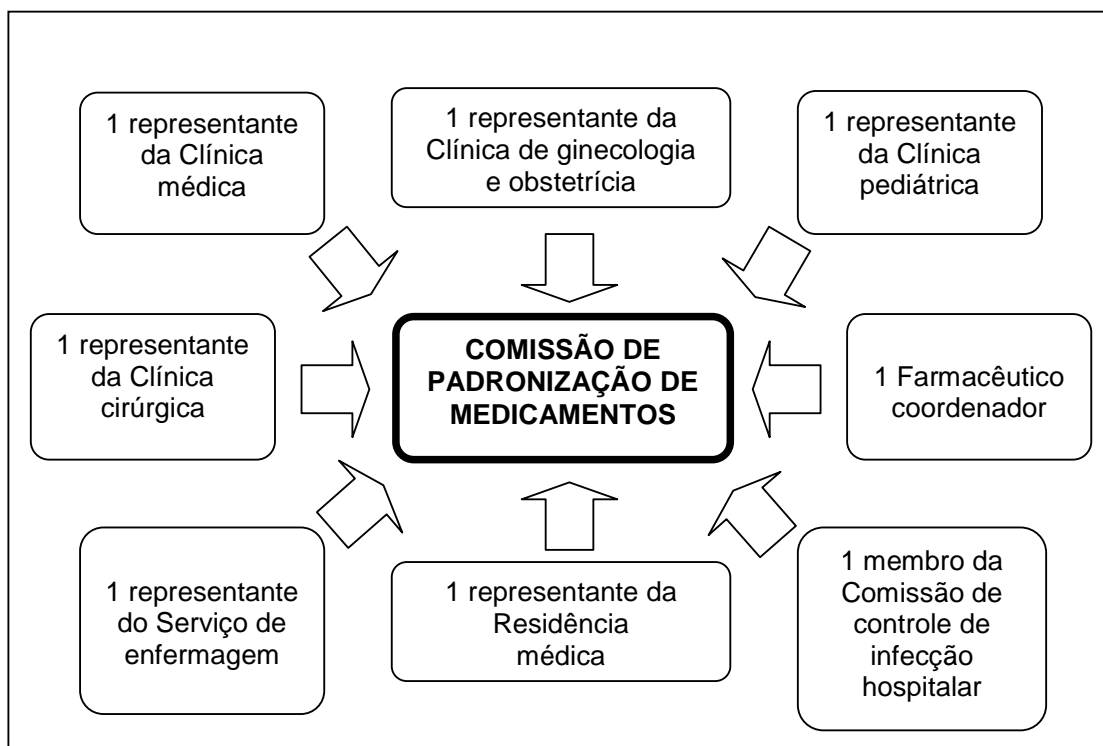 1 representante
da Clínica
médica
1 representante da
Clínica de ginecologia
e obstetrícia
1 representante
da Clínica
pediátrica
1 representante
da Clínica
cirúrgica
COMISSÃO DE
PADRONIZAÇÃO DE
MEDICAMENTOS
1 Farmacêutico
coordenador
1 representante
do Serviço de
enfermagem
1 representante da
Residência
médica
1 membro da
Comissão de
controle de
infecção
hospitalar